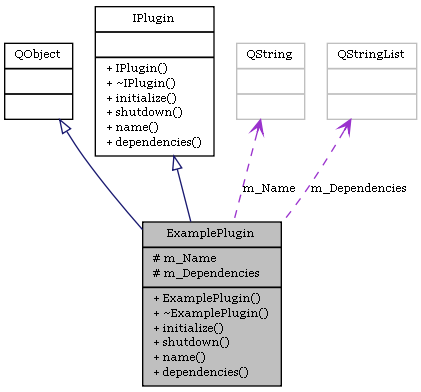 IPlugin
+ IPlugin()
+ ~IPlugin()
+ initialize()
+ shutdown()
+ name()
+ dependencies()
QObject
QString
QStringList
m_Name
m_Dependencies
ExamplePlugin
# m_Name
# m_Dependencies
+ ExamplePlugin()
+ ~ExamplePlugin()
+ initialize()
+ shutdown()
+ name()
+ dependencies()